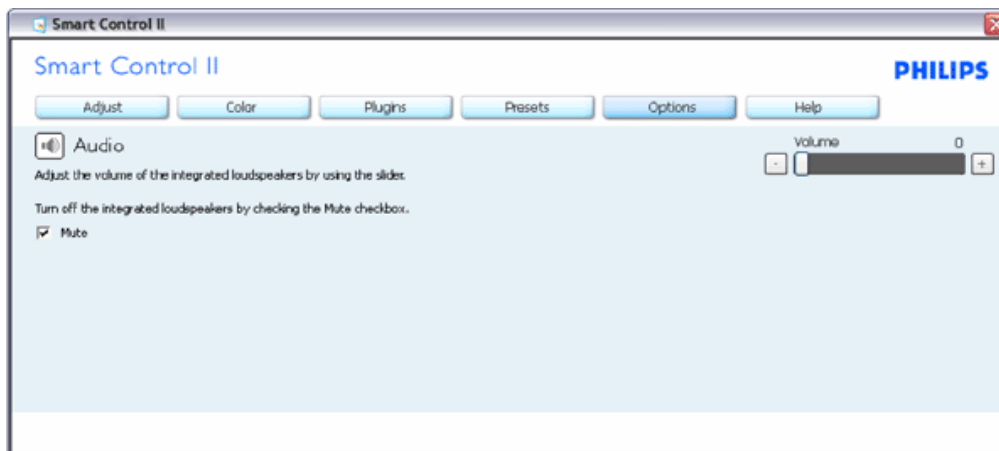 Smart Control II
Smart Control II
PHILIPS
Adjust Color Plugins Presets Options Help
Audio
Volume 0
- +
Adjust the volume of the integrated loudspeakers by using the slider.
Turn off the integrated loudspeakers by checking the Mute checkbox.
Mute